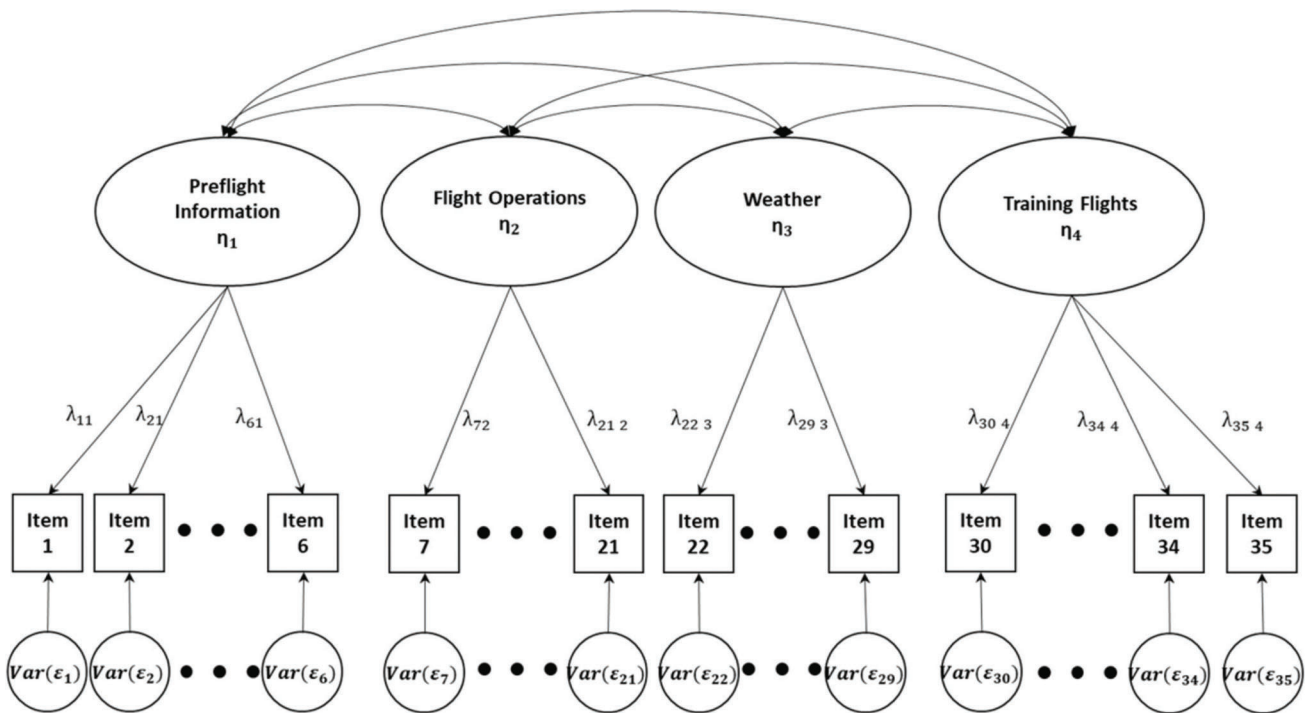 Preflight
Information
η₁
Flight Operations
η₂
Weather
η₃
Training Flights
η₄
λ₁₁
λ₂₁
λ₆₁
λ₇₂
λ₂₁ ₂
λ₂₂ ₃
λ₂₉ ₃
λ₃₀ ₄
λ₃₄ ₄
λ₃₅ ₄
Item
1
Item
2
Item
6
Item
7
Item
21
Item
22
Item
29
Item
30
Item
34
Item
35
Var(ε₁)
Var(ε₂)
Var(ε₆)
Var(ε₇)
Var(ε₂₁)
Var(ε₂₂)
Var(ε₂₉)
Var(ε₃₀)
Var(ε₃₄)
Var(ε₃₅)